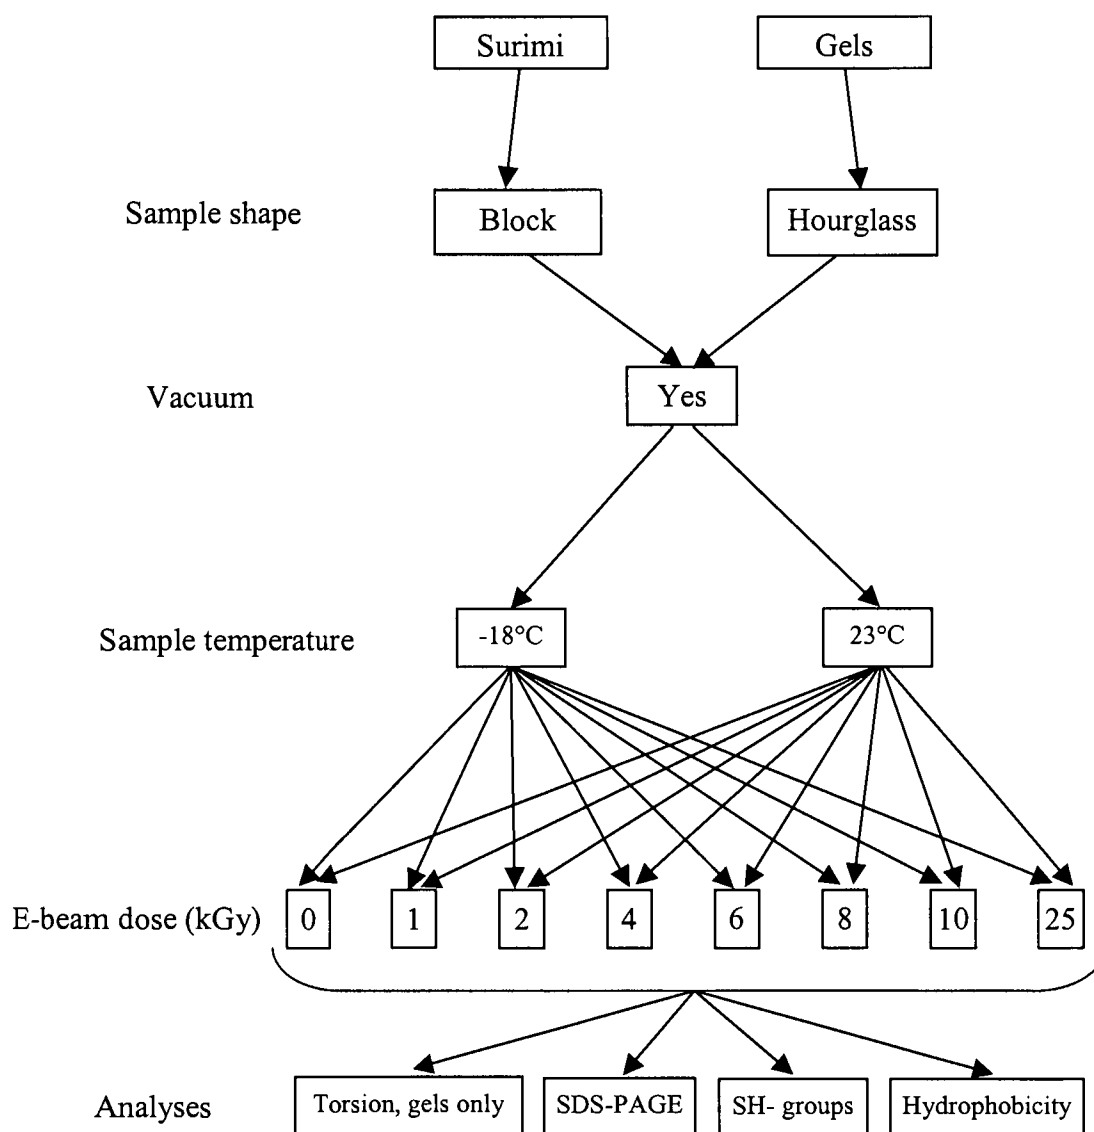 Surimi Gels
Sample shape Block Hourglass
Vacuum Yes
Sample temperature -18°C 23°C
E-beam dose (kGy) 0 1 2 4 6 8 10 25
Analyses Torsion, gels only SDS-PAGE SH- groups Hydrophobicity